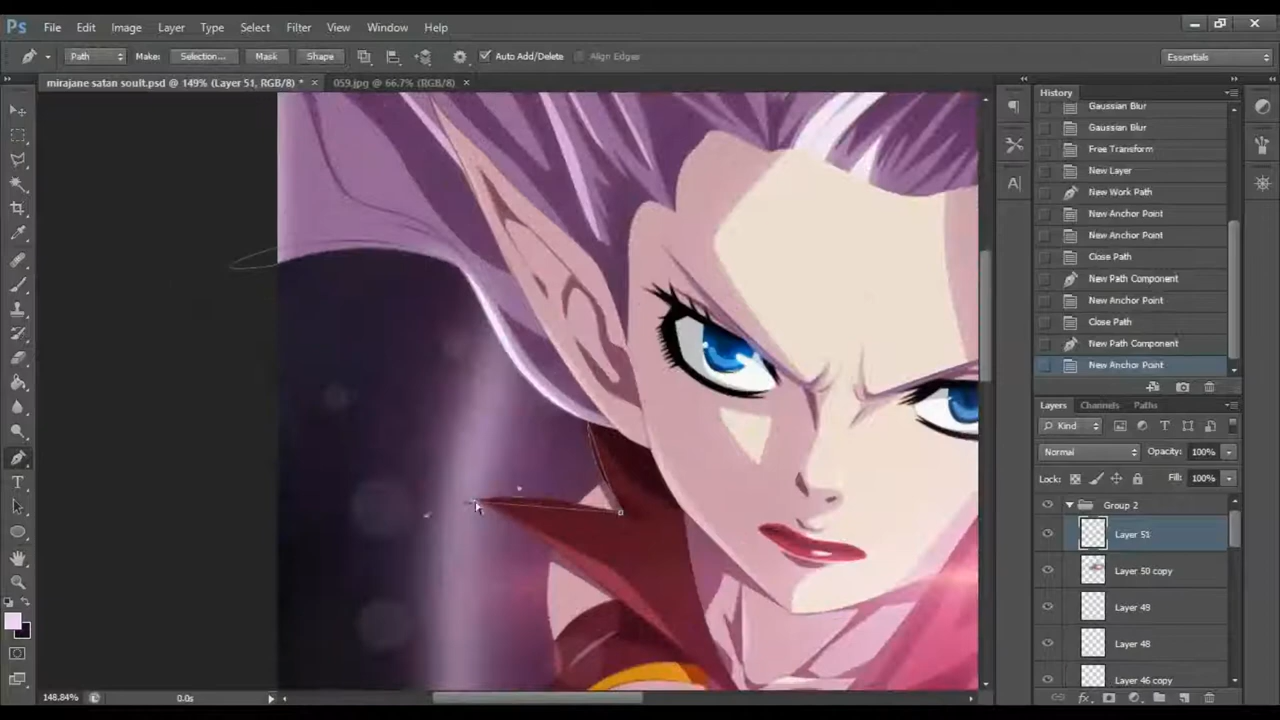 Ps File Edit Image Layer Type Select Filter View Window Help
Path Make: Selection... Mask Shape Auto Add/Delete Align Edges Essentials
mirajane satan soult.psd @ 149% (Layer 51, RGB/8) * 059.jpg @ 66.7% (RGB/8)
History
Gaussian Blur
Gaussian Blur
Free Transform
New Layer
New Work Path
New Anchor Point
New Anchor Point
Close Path
New Path Component
New Anchor Point
Close Path
New Path Component
New Anchor Point
Layers Channels Paths
Kind
Normal Opacity: 100%
Lock: Fill: 100%
Group 2
Layer 51
Layer 50 copy
Layer 49
Layer 48
Layer 46 copy
148.84% 0.0s